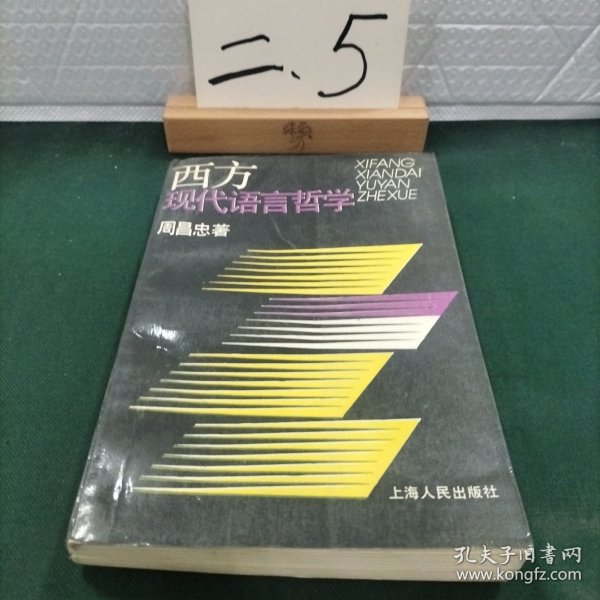 二、5
西方
现代语言哲学
XIFANG
XIANDAI
YUYAN
ZHEXUE
周昌忠著
上海人民出版社
孔夫子旧書网
www.kongfz.com